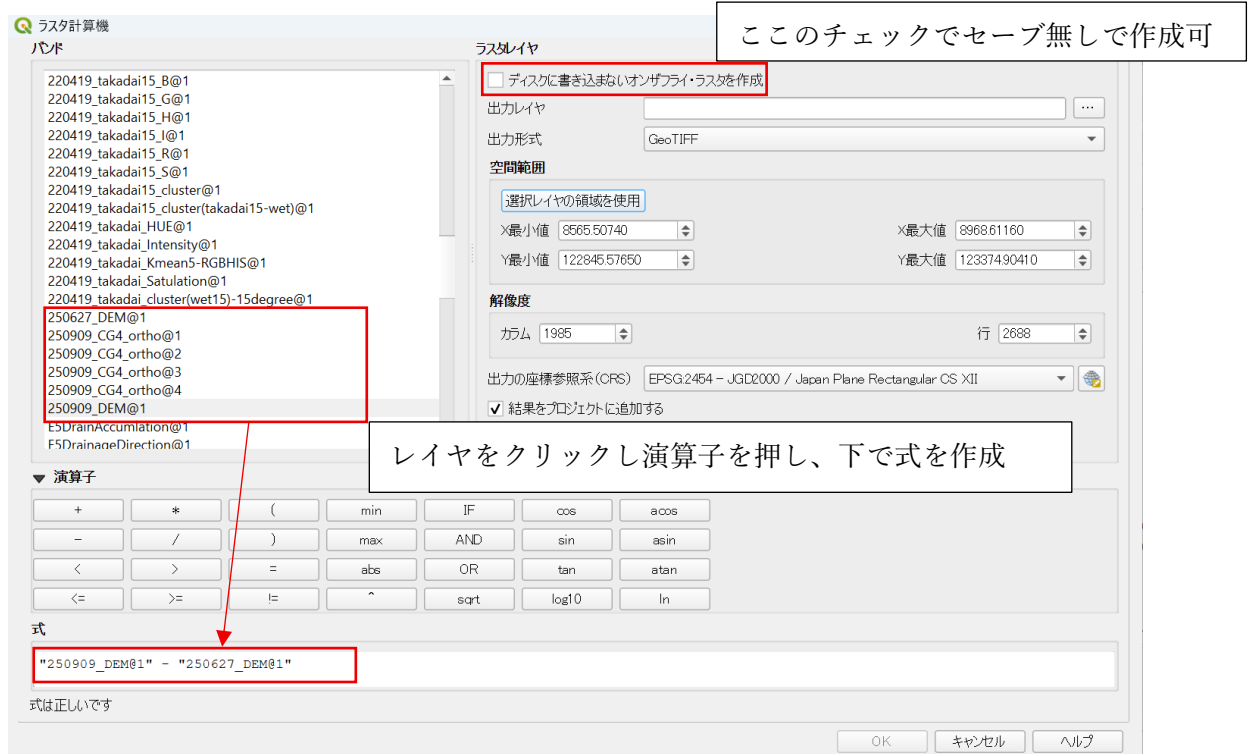 ラスタ計算機
ここのチェックでセーブ無しで作成可
バンド
220419_takadai15_B@1
220419_takadai15_G@1
220419_takadai15_H@1
220419_takadai15_I@1
220419_takadai15_R@1
220419_takadai15_S@1
220419_takadai15_cluster@1
220419_takadai15_cluster(takadai15-wet)@1
220419_takadai_HUE@1
220419_takadai_Intensity@1
220419_takadai_Kmean5-RGBHIS@1
220419_takadai_Satulation@1
220419_takadai_cluster(wet15)-15degree@1
250627_DEM@1
250909_CG4_ortho@1
250909_CG4_ortho@2
250909_CG4_ortho@3
250909_CG4_ortho@4
250909_DEM@1
E5DrainAccumlation@1
E5DrainageDirection@1
ラスタレイヤ
ディスクに書き込まないオンザフライ・ラスタを作成
出力レイヤ ...
出力形式 GeoTIFF
空間範囲
選択レイヤの領域を使用
X最小値 8565.50740 X最大値 8968.61160
Y最小値 122845.57650 Y最大値 123374.90410
解像度
カラム 1985 行 2688
出力の座標参照系(CRS) EPSG:2454 - JGD2000 / Japan Plane Rectangular CS XII
結果をプロジェクトに追加する
レイヤをクリックし演算子を押し、下で式を作成
演算子
+ * ( min IF cos acos
- / ) max AND sin asin
< > = abs OR tan atan
<= >= != ^ sqrt log10 ln
式
"250909_DEM@1" - "250627_DEM@1"
式は正しいです
OK キャンセル ヘルプ